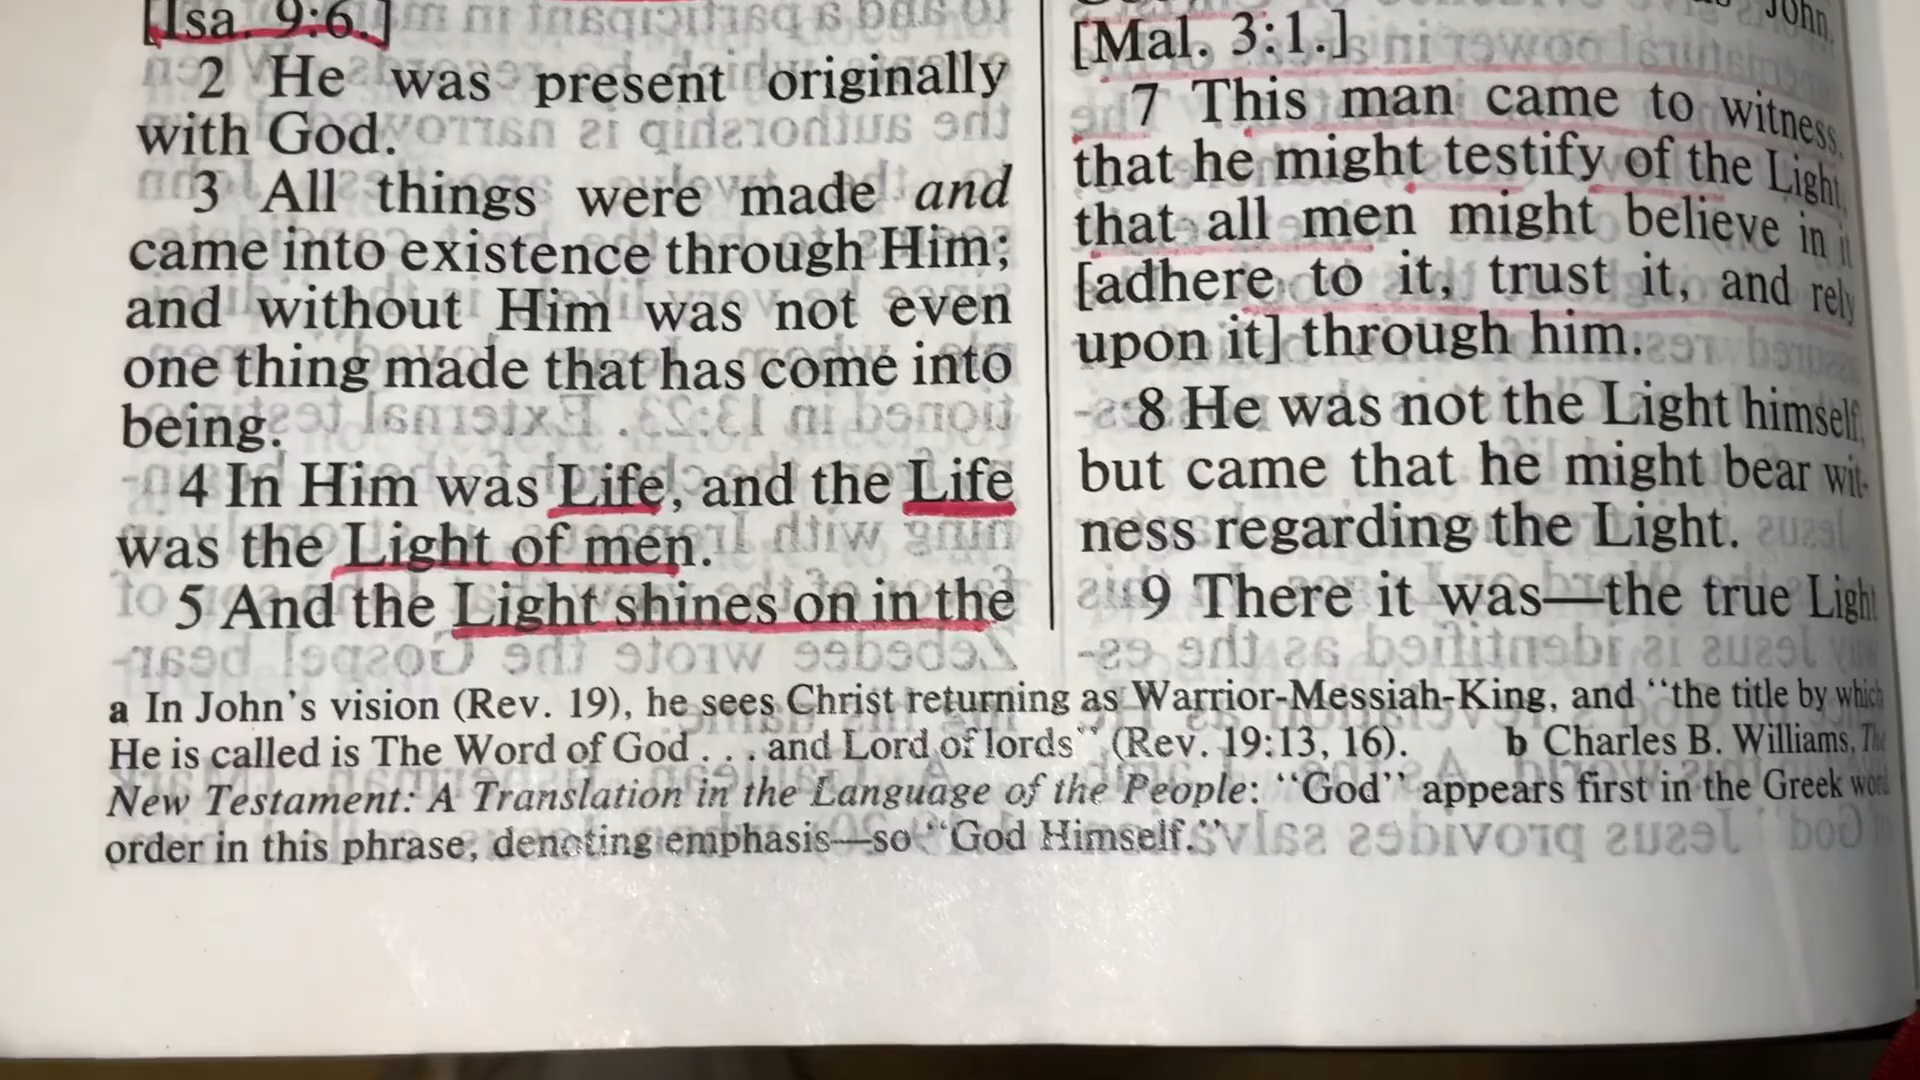 [Isa. 9:6.]
2 He was present originally
with God.
3 All things were made and
came into existence through Him;
and without Him was not even
one thing made that has come into
being.
4 In Him was Life, and the Life
was the Light of men.
5 And the Light shines on in the
John.
[Mal. 3:1.]
7 This man came to witness,
that he might testify of the Light,
that all men might believe in it
[adhere to it, trust it, and rely
upon it] through him.
8 He was not the Light himself,
but came that he might bear wit-
ness regarding the Light.
9 There it was—the true Light
a In John's vision (Rev. 19), he sees Christ returning as Warrior-Messiah-King, and "the title by which
He is called is The Word of God . . . and Lord of lords" (Rev. 19:13, 16). b Charles B. Williams, The
New Testament: A Translation in the Language of the People: "God" appears first in the Greek word
order in this phrase, denoting emphasis—so "God Himself."